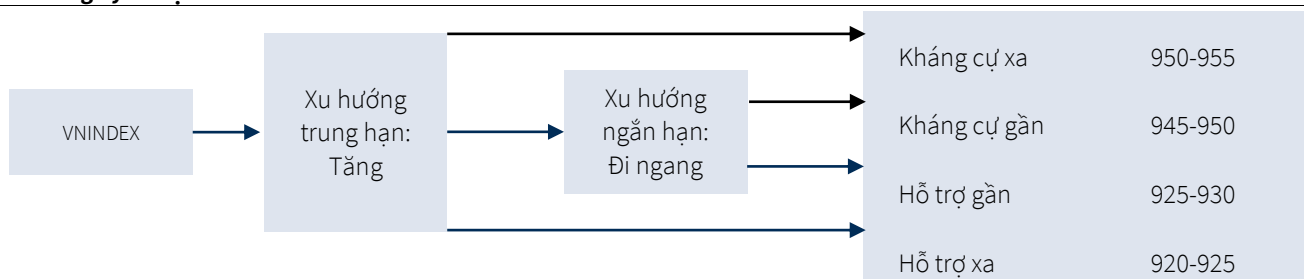 VNINDEX
Xu hướng
trung hạn:
Tăng
Xu hướng
ngắn hạn:
Đi ngang
Kháng cự xa 950-955
Kháng cự gần 945-950
Hỗ trợ gần 925-930
Hỗ trợ xa 920-925